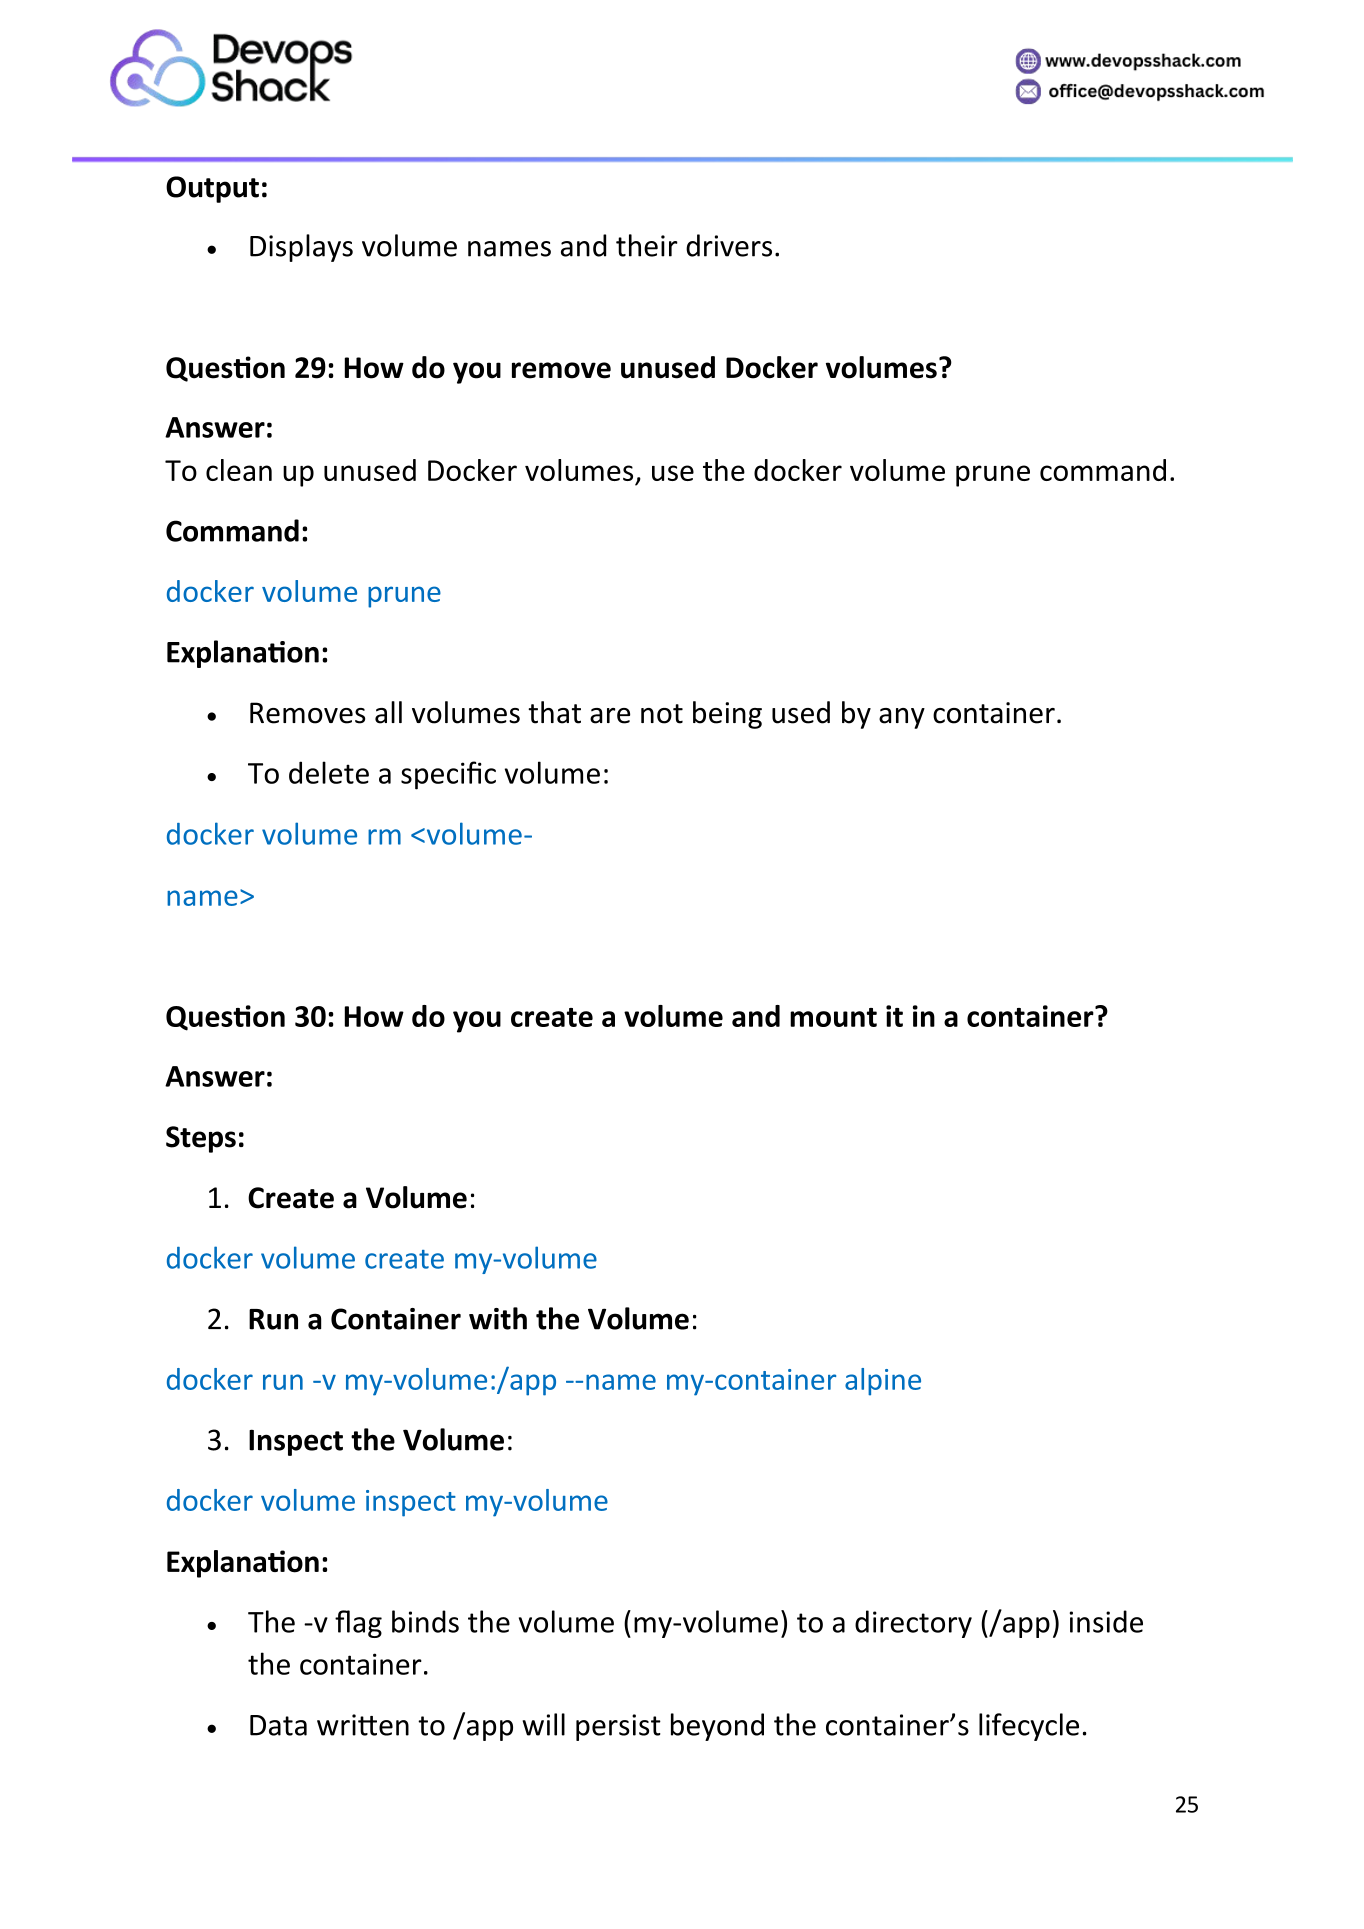 Devops
Shack
www.devopsshack.com
office@devopsshack.com
Output:
• Displays volume names and their drivers.
Question 29: How do you remove unused Docker volumes?
Answer:
To clean up unused Docker volumes, use the docker volume prune command.
Command:
docker volume prune
Explanation:
• Removes all volumes that are not being used by any container.
• To delete a specific volume:
docker volume rm <volume-
name>
Question 30: How do you create a volume and mount it in a container?
Answer:
Steps:
1. Create a Volume:
docker volume create my-volume
2. Run a Container with the Volume:
docker run -v my-volume:/app --name my-container alpine
3. Inspect the Volume:
docker volume inspect my-volume
Explanation:
• The -v flag binds the volume (my-volume) to a directory (/app) inside
the container.
• Data written to /app will persist beyond the container’s lifecycle.
25